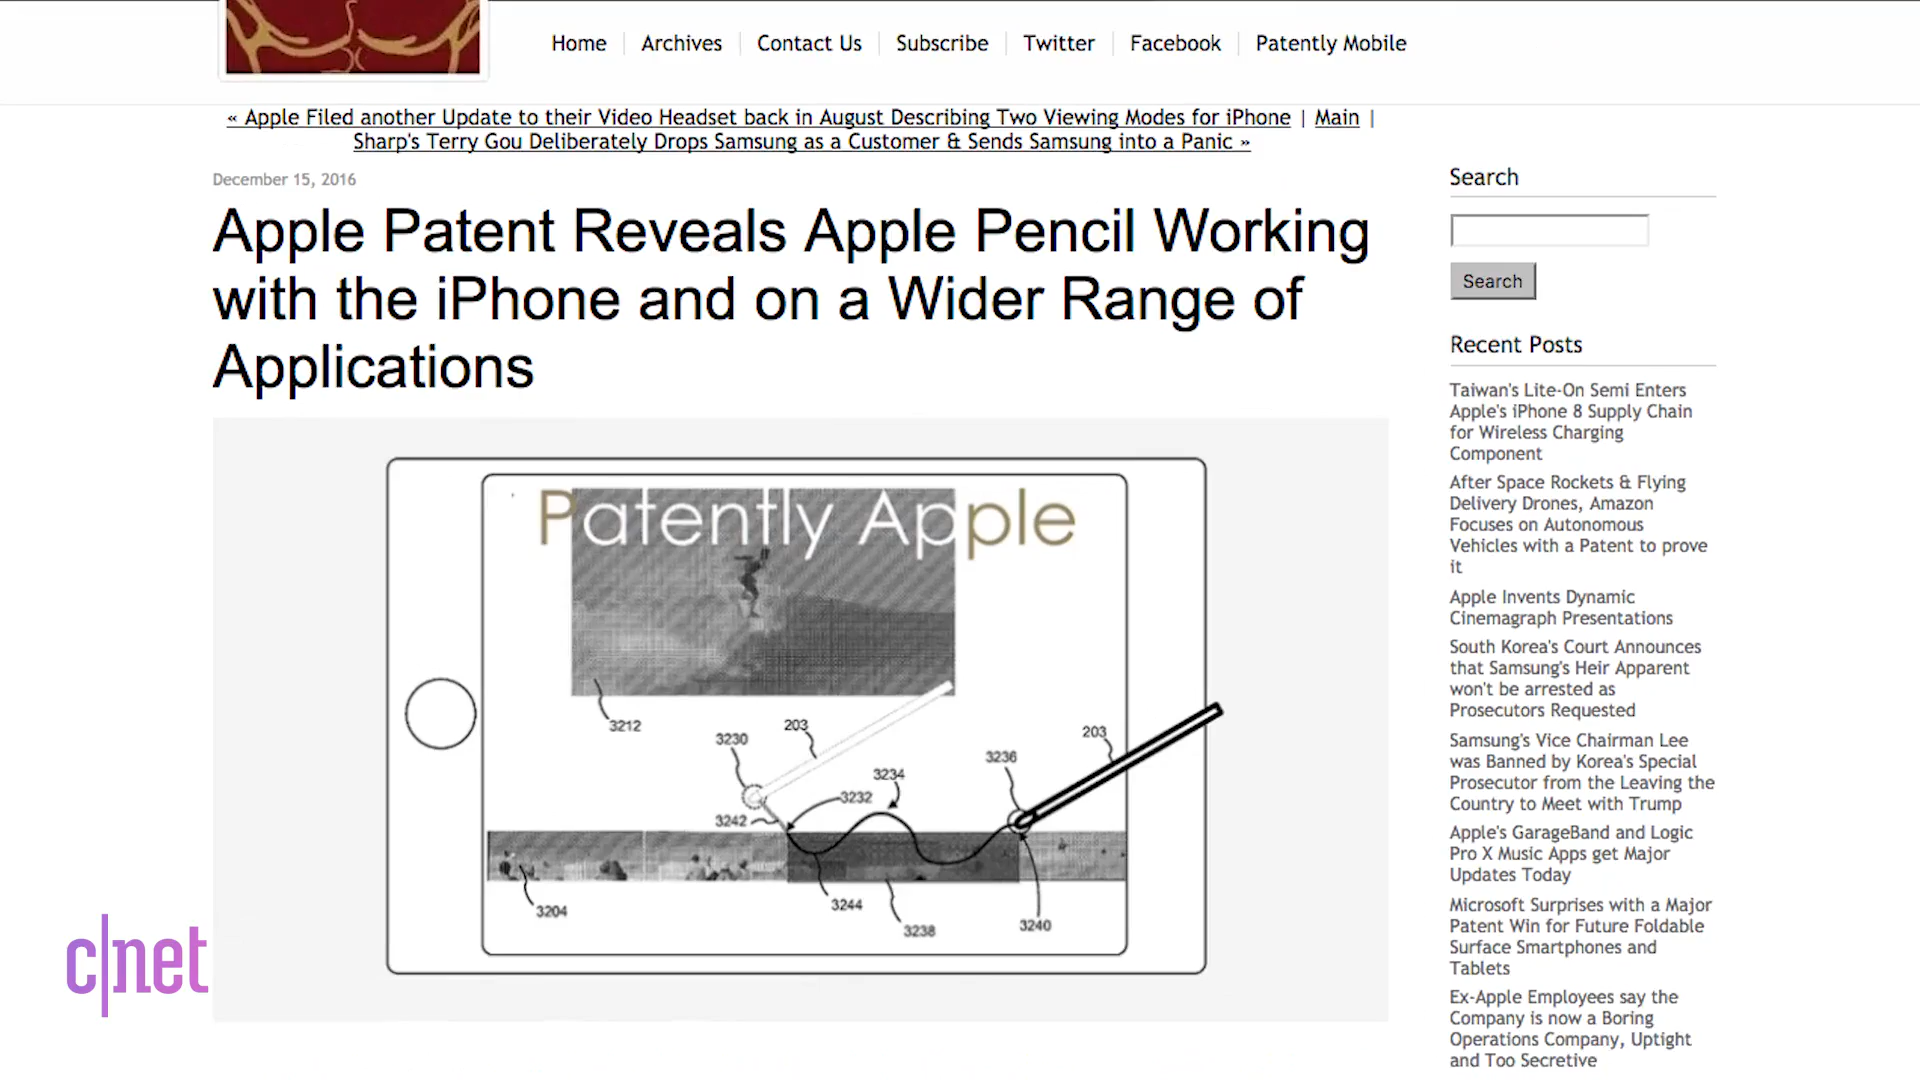 Home
Archives
Contact Us
Subscribe
Twitter
Facebook
Patently Mobile
« Apple Filed another Update to their Video Headset back in August Describing Two Viewing Modes for iPhone | Main |
Sharp's Terry Gou Deliberately Drops Samsung as a Customer & Sends Samsung into a Panic »
December 15, 2016
Apple Patent Reveals Apple Pencil Working
with the iPhone and on a Wider Range of
Applications
Patently Apple
3212
3230
203
3234
3232
3242
3236
203
3204
3244
3238
3240
c|net
Search
Search
Recent Posts
Taiwan's Lite-On Semi Enters
Apple's iPhone 8 Supply Chain
for Wireless Charging
Component
After Space Rockets & Flying
Delivery Drones, Amazon
Focuses on Autonomous
Vehicles with a Patent to prove
it
Apple Invents Dynamic
Cinemagraph Presentations
South Korea's Court Announces
that Samsung's Heir Apparent
won't be arrested as
Prosecutors Requested
Samsung's Vice Chairman Lee
was Banned by Korea's Special
Prosecutor from the Leaving the
Country to Meet with Trump
Apple's GarageBand and Logic
Pro X Music Apps get Major
Updates Today
Microsoft Surprises with a Major
Patent Win for Future Foldable
Surface Smartphones and
Tablets
Ex-Apple Employees say the
Company is now a Boring
Operations Company, Uptight
and Too Secretive